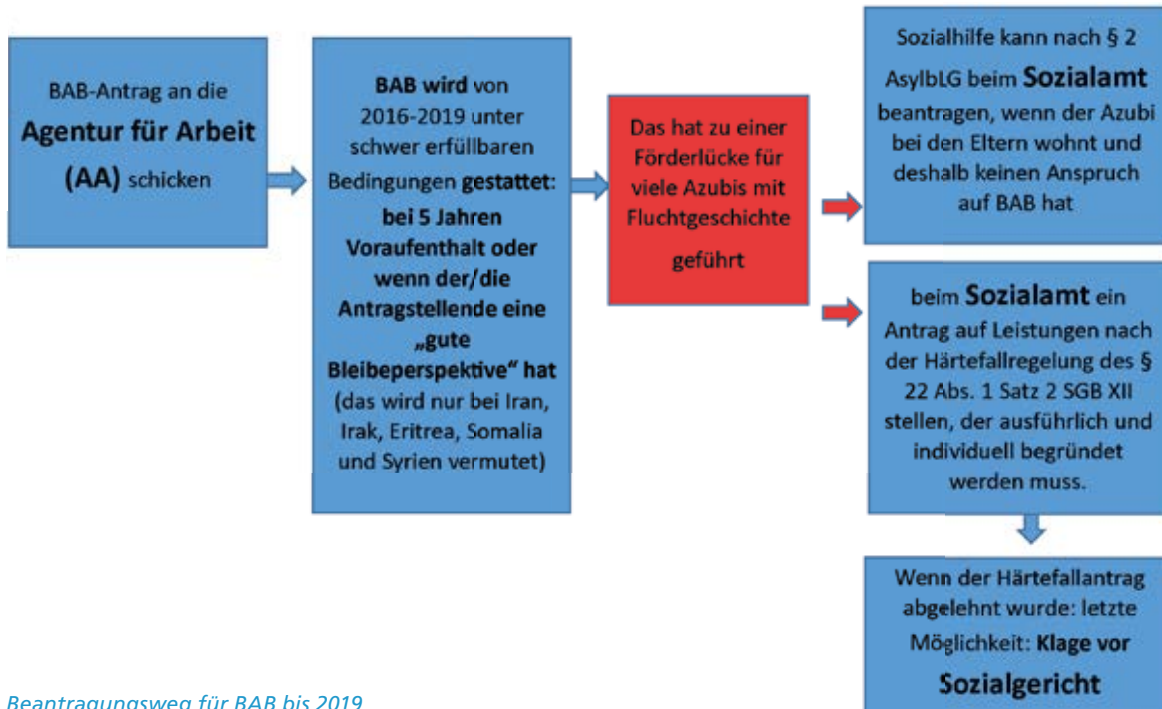 BAB-Antrag an die
Agentur für Arbeit
(AA) schicken
BAB wird von
2016-2019 unter
schwer erfüllbaren
Bedingungen gestattet:
bei 5 Jahren
Voraufenthalt oder
wenn der/die
Antragstellende eine
„gute
Bleibeperspektive“ hat
(das wird nur bei Iran,
Irak, Eritrea, Somalia
und Syrien vermutet)
Das hat zu einer
Förderlücke für
viele Azubis mit
Fluchtgeschichte
geführt
Sozialhilfe kann nach § 2
AsylbLG beim Sozialamt
beantragen, wenn der Azubi
bei den Eltern wohnt und
deshalb keinen Anspruch
auf BAB hat
beim Sozialamt ein
Antrag auf Leistungen nach
der Härtefallregelung des §
22 Abs. 1 Satz 2 SGB XII
stellen, der ausführlich und
individuell begründet
werden muss.
Wenn der Härtefallantrag
abgelehnt wurde: letzte
Möglichkeit: Klage vor
Sozialgericht
Beantragungsweg für BAB bis 2019